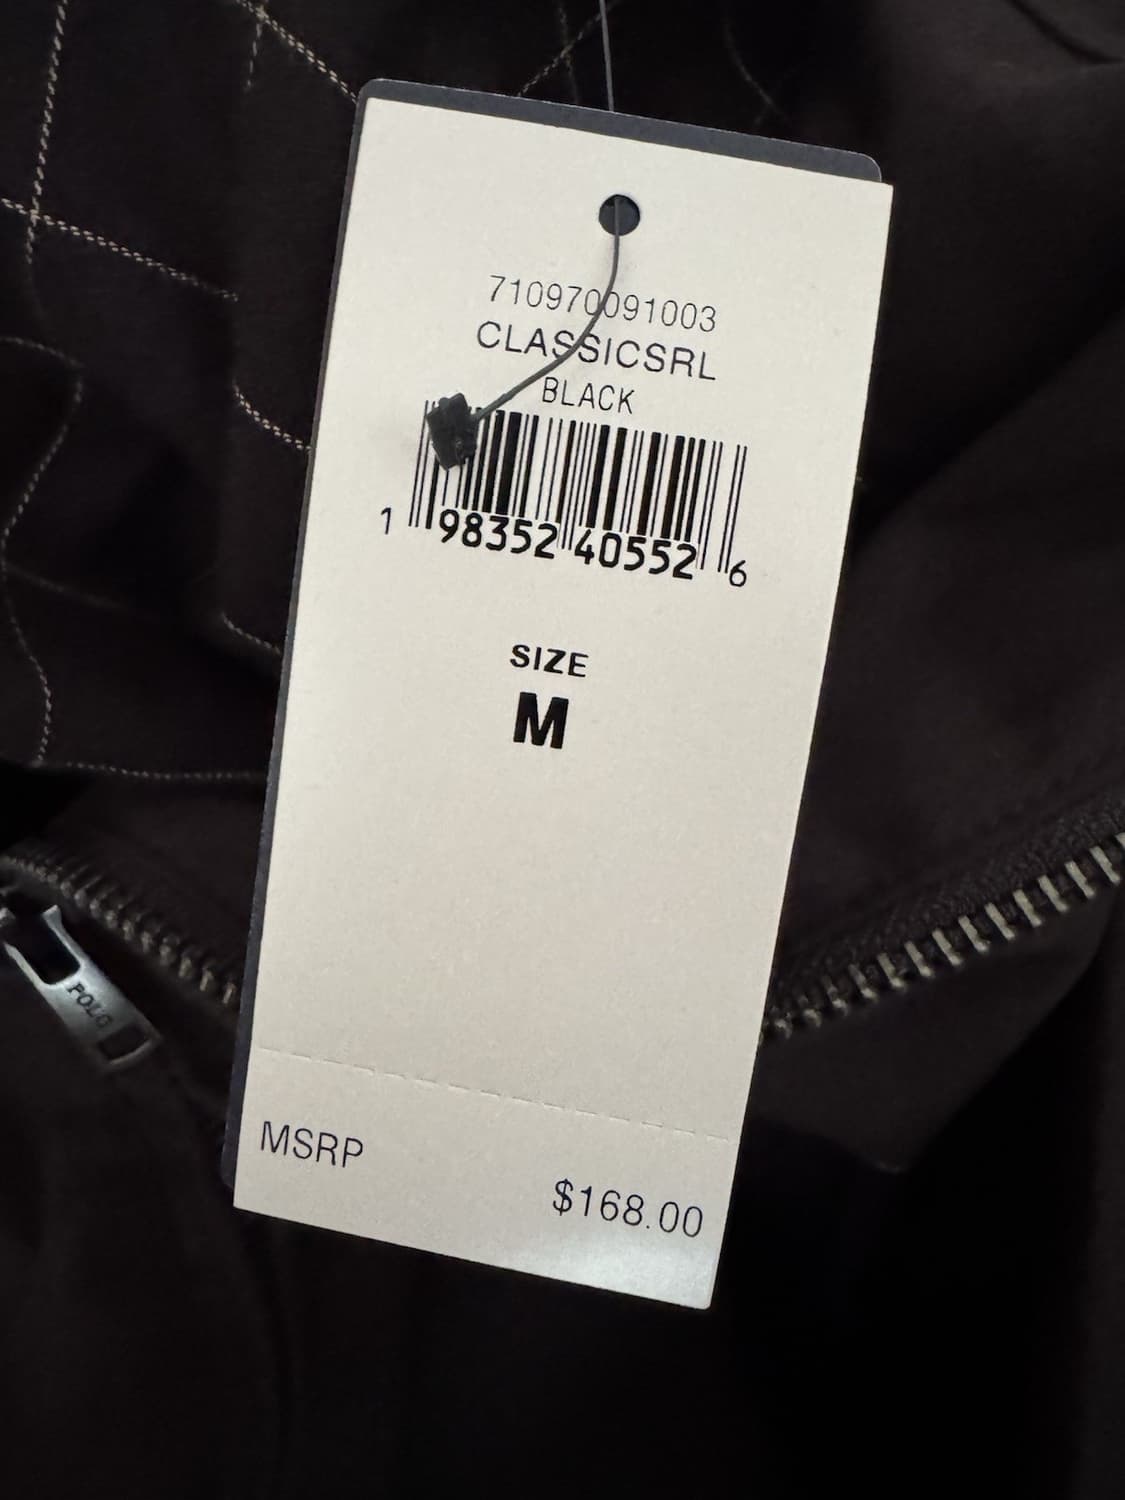 710970091003
CLASSICSRL
BLACK
1 98352 40552 6
SIZE
M
MSRP
$168.00
POLO